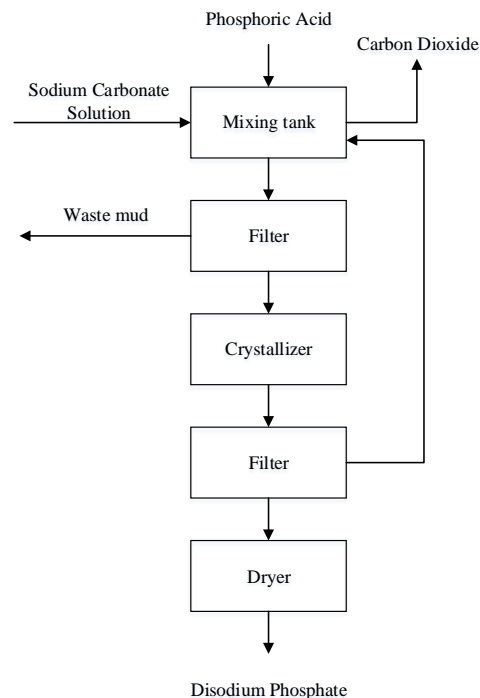 Phosphoric Acid
Carbon Dioxide
Sodium Carbonate
Solution
Mixing tank
Waste mud
Filter
Crystallizer
Filter
Dryer
Disodium Phosphate